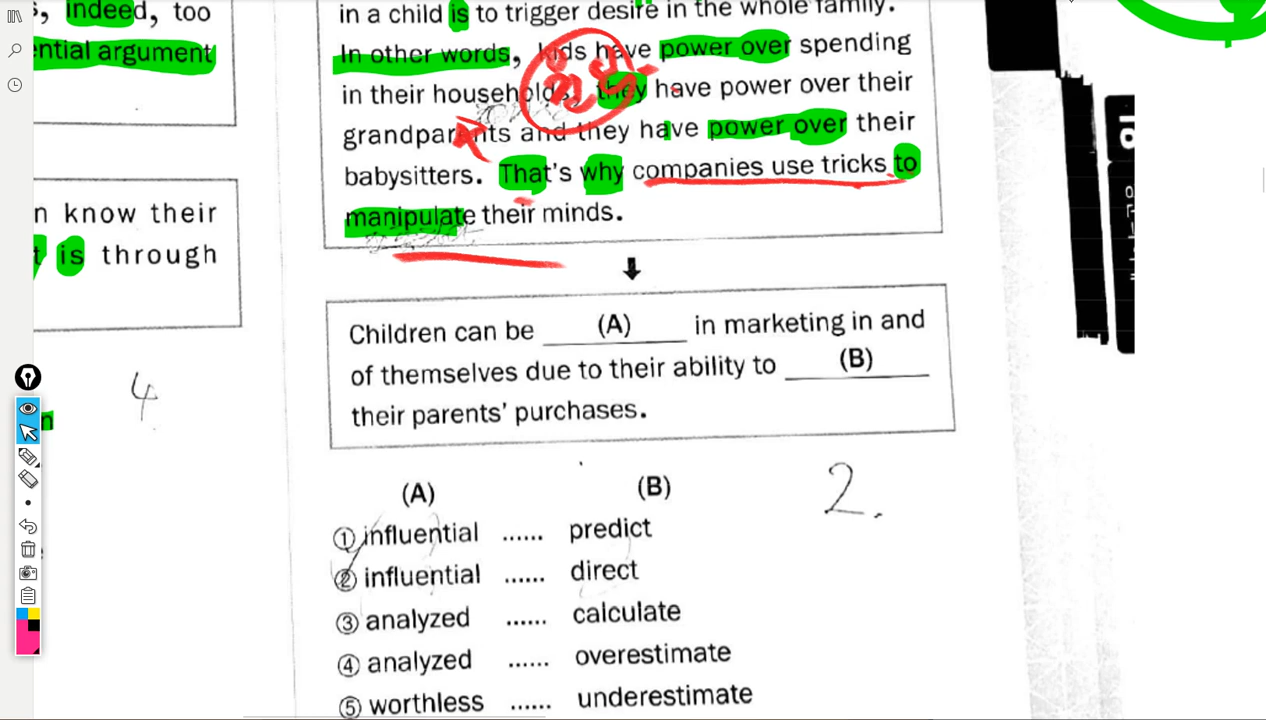 s, indeed, too
ential argument
n know their
t is through
n
4
in a child is to trigger desire in the whole family.
In other words, kids have power over spending
in their households, they have power over their
grandparents and they have power over their
babysitters. That's why companies use tricks to
manipulate their minds.
Children can be (A) in marketing in and
of themselves due to their ability to (B)
their parents' purchases.
2.
(A) (B)
① influential ...... predict
② influential ...... direct
③ analyzed ...... calculate
④ analyzed ...... overestimate
⑤ worthless ...... underestimate